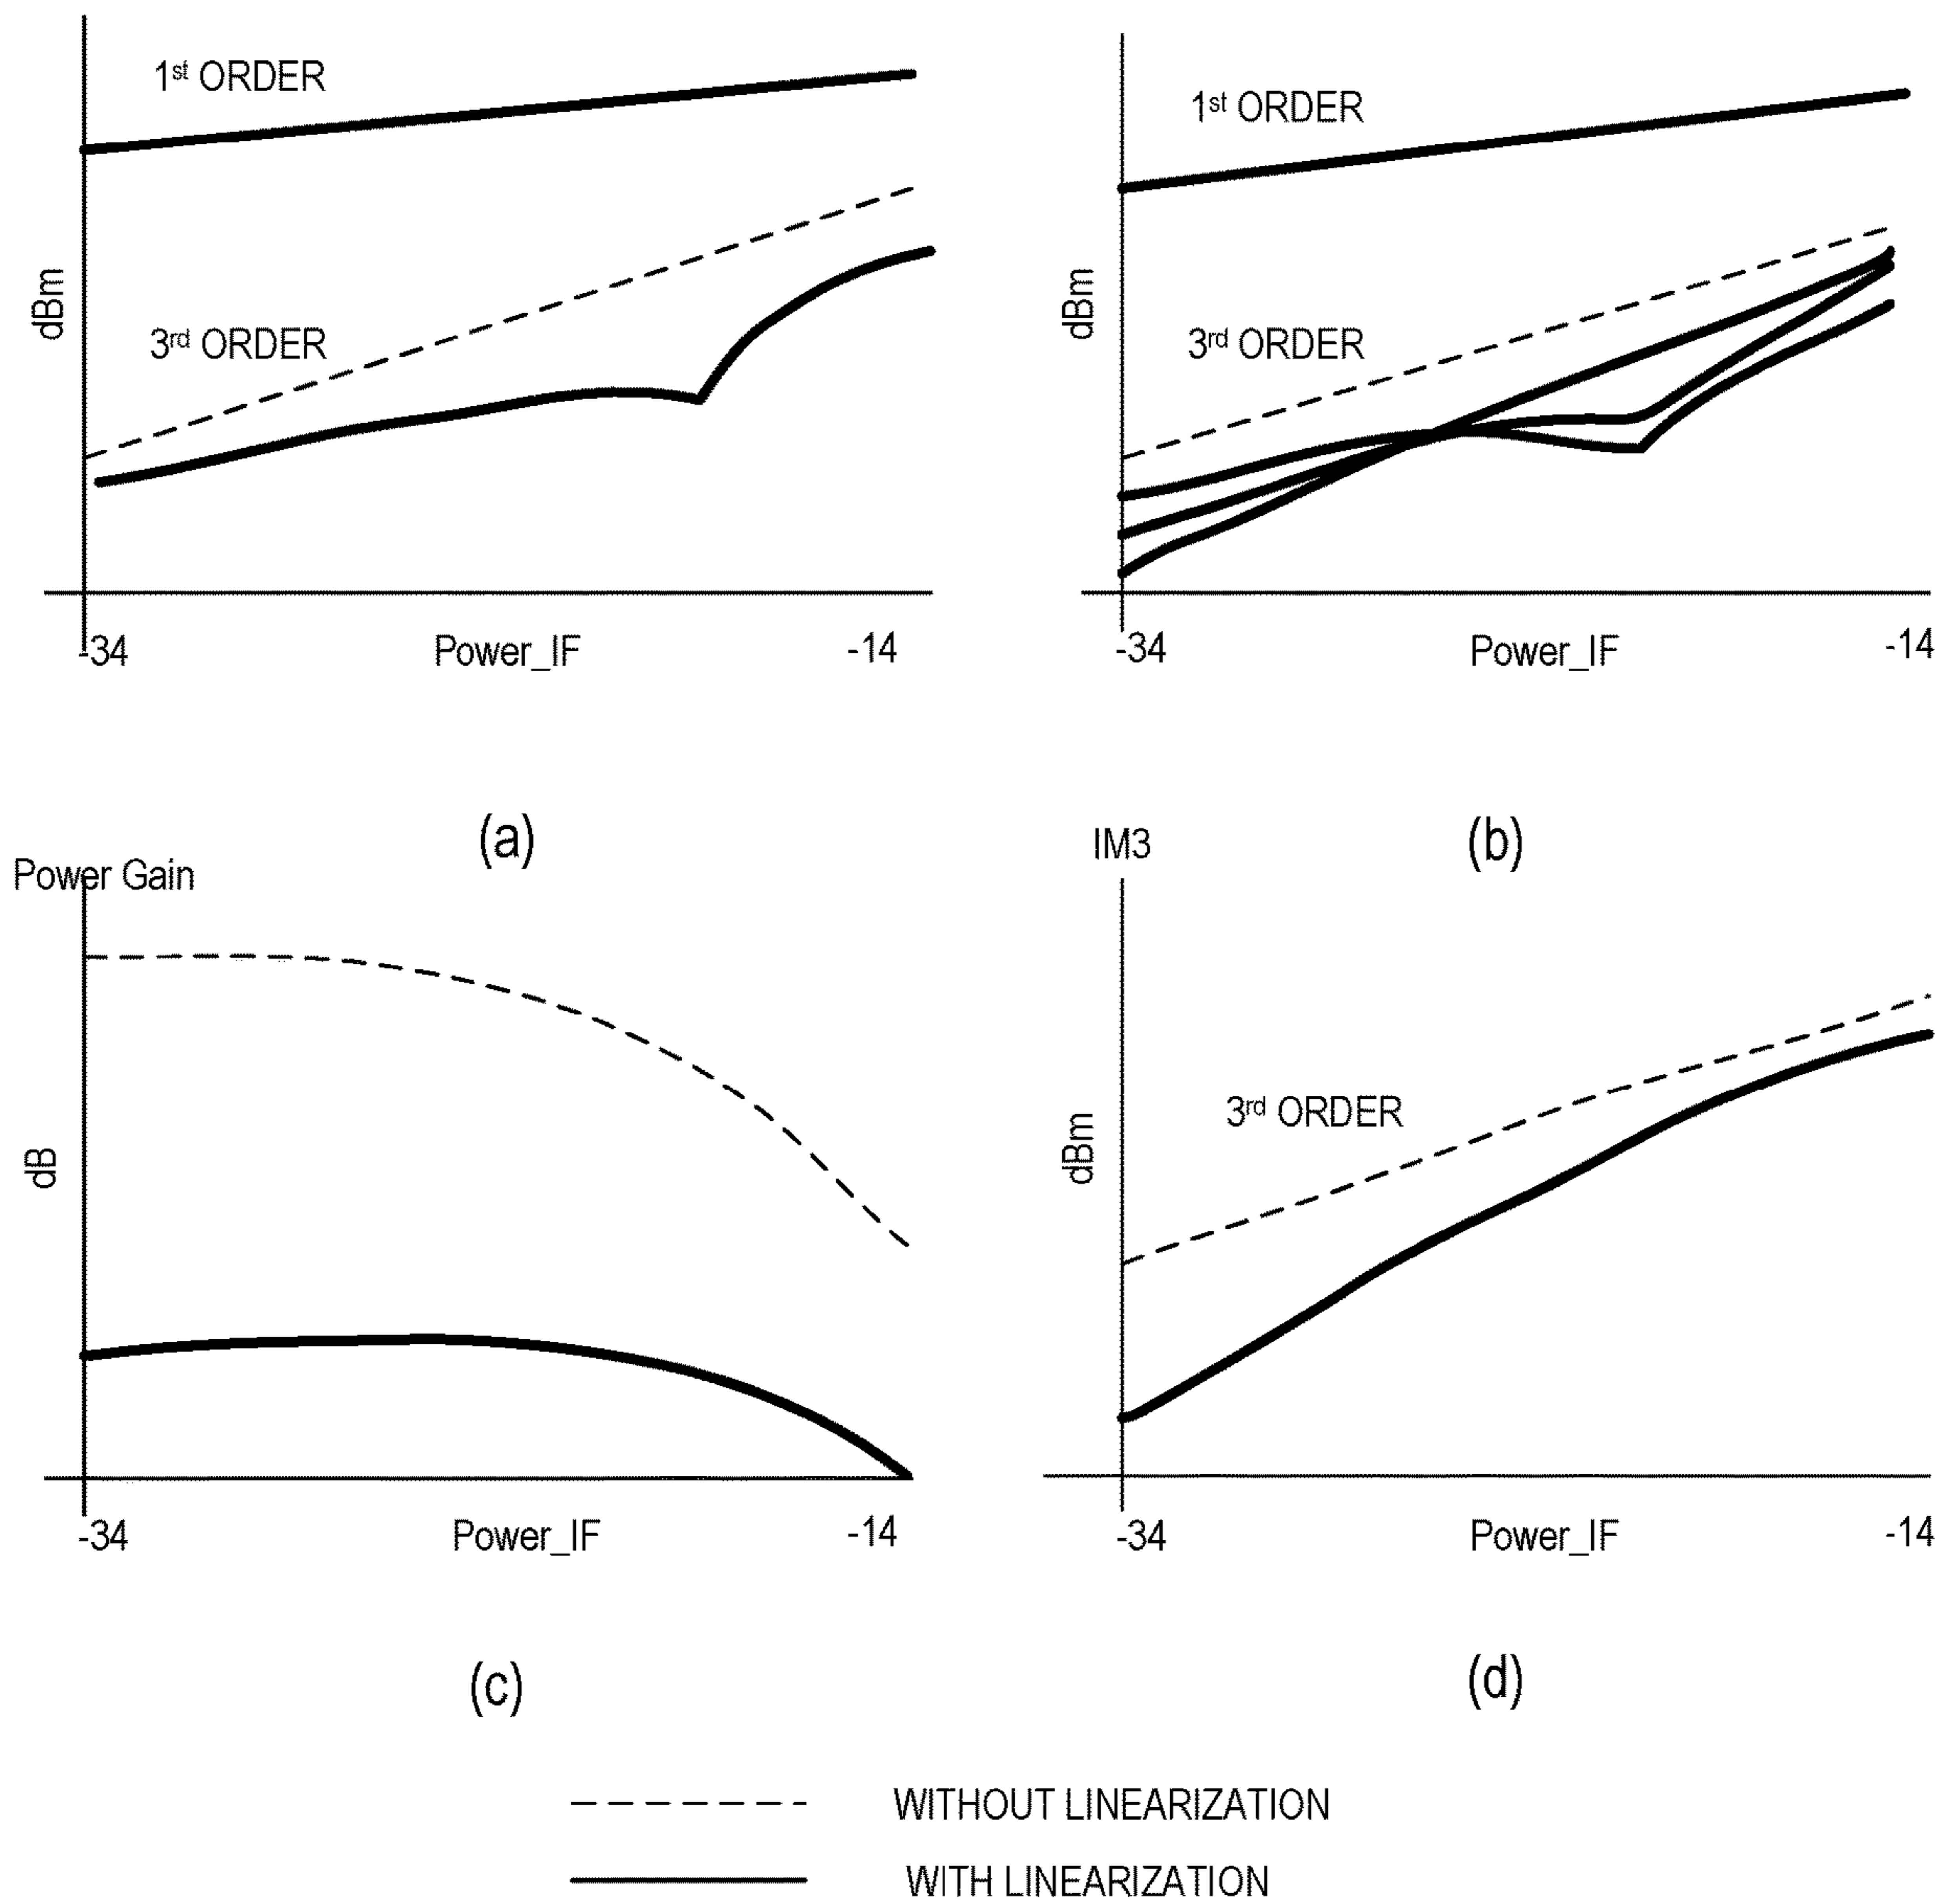 1st ORDER
dBm
3rd ORDER
-34
Power_IF
-14
(a)
1st ORDER
dBm
3rd ORDER
-34
Power_IF
-14
(b)
Power Gain
dB
-34
Power_IF
-14
(c)
IM3
dBm
3rd ORDER
-34
Power_IF
-14
(d)
WITHOUT LINEARIZATION
WITH LINEARIZATION